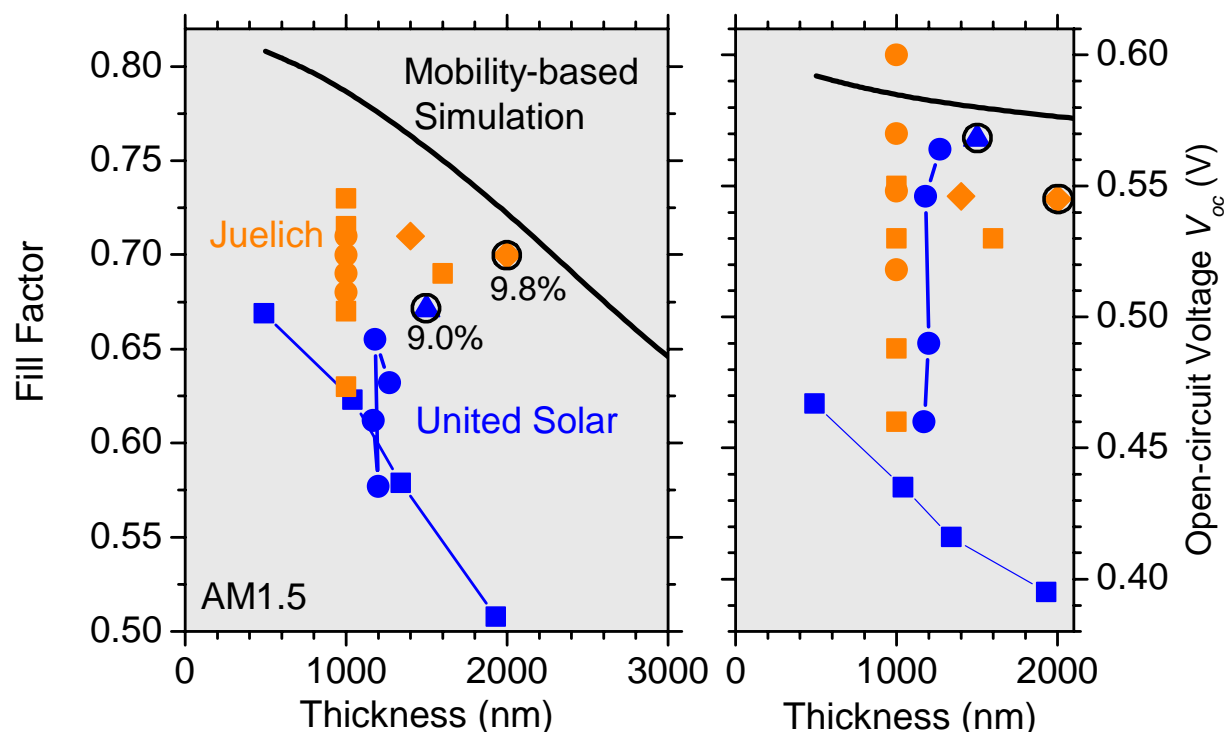 Fill Factor
0.80
0.75
0.70
0.65
0.60
0.55
0.50
Mobility-based
Simulation
Juelich
9.8%
9.0%
United Solar
AM1.5
0
1000
2000
3000
Thickness (nm)
0.60
0.55
0.50
0.45
0.40
Open-circuit Voltage Voc (V)
0
1000
2000
Thickness (nm)